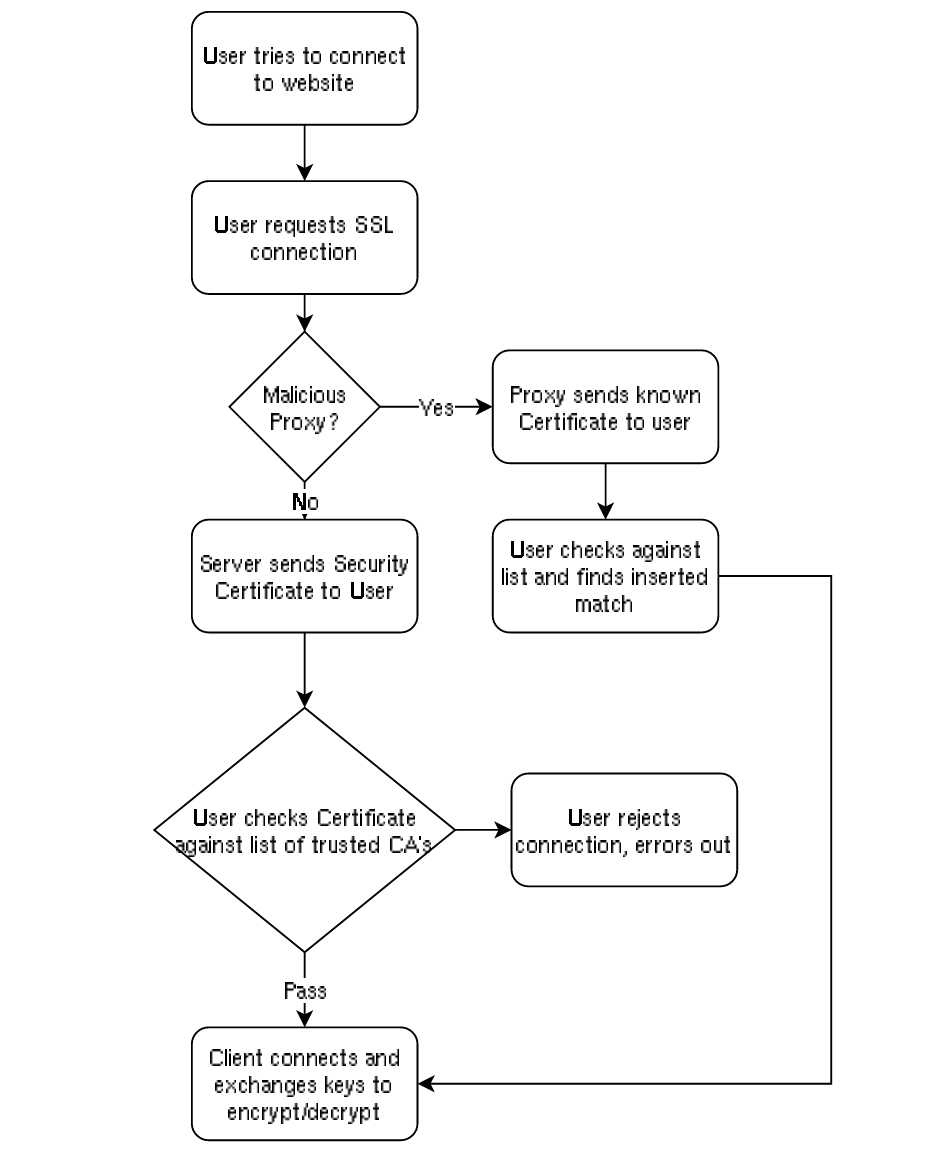 User tries to connect
to website
User requests SSL
connection
Malicious
Proxy?
Yes
Proxy sends known
Certificate to user
No
Server sends Security
Certificate to User
User checks against
list and finds inserted
match
User checks Certificate
against list of trusted CA's
User rejects
connection, errors out
Pass
Client connects and
exchanges keys to
encrypt/decrypt